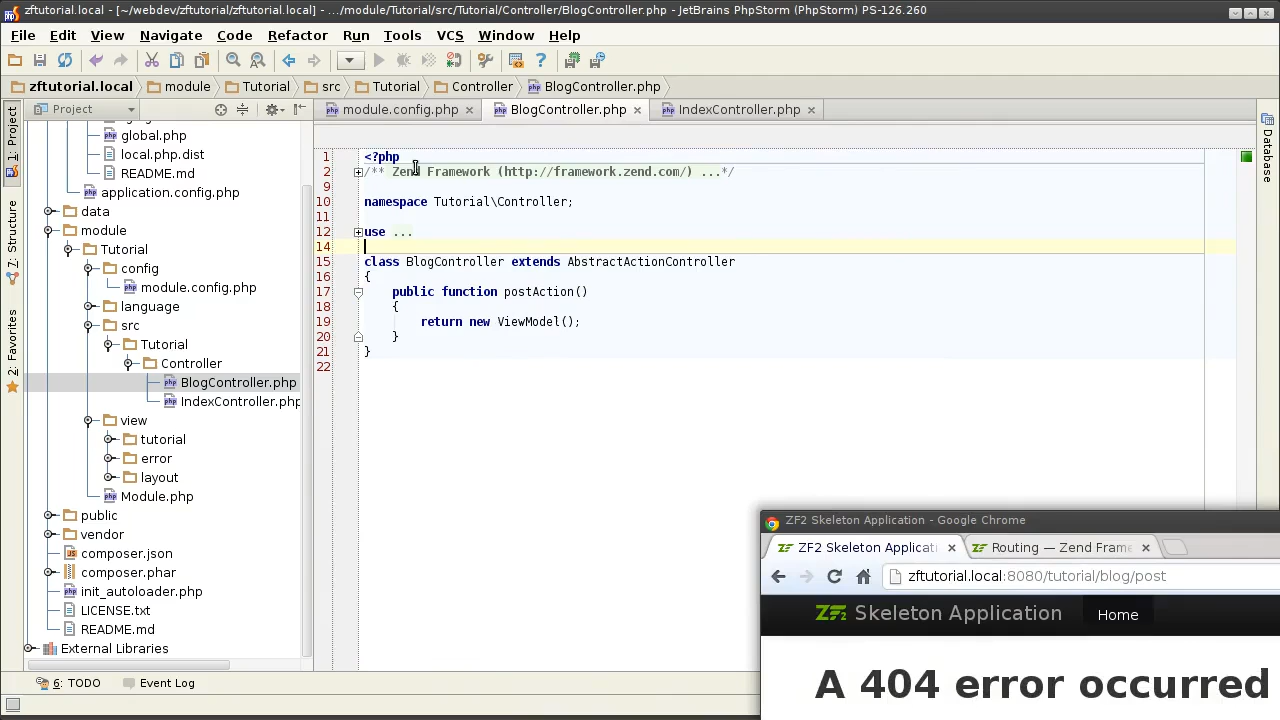 zftutorial.local - [~/webdev/zftutorial/zftutorial.local] - .../module/Tutorial/src/Tutorial/Controller/BlogController.php - JetBrains PhpStorm (PhpStorm) PS-126.260
File Edit View Navigate Code Refactor Run Tools VCS Window Help
zftutorial.local module Tutorial src Tutorial Controller BlogController.php
Project
module.config.php BlogController.php IndexController.php
1: Project
7: Structure
2: Favorites
Database
global.php
local.php.dist
README.md
application.config.php
data
module
Tutorial
config
module.config.php
language
src
Tutorial
Controller
BlogController.php
IndexController.php
view
tutorial
error
layout
Module.php
public
vendor
composer.json
composer.phar
init_autoloader.php
LICENSE.txt
README.md
External Libraries
1 <?php
2 /** Zend Framework (http://framework.zend.com/) ...*/
9
10 namespace Tutorial\Controller;
11
12 use ...
14
15 class BlogController extends AbstractActionController
16 {
17 public function postAction()
18 {
19 return new ViewModel();
20 }
21 }
22
6: TODO Event Log
ZF2 Skeleton Application - Google Chrome
ZF2 Skeleton Applicati Routing — Zend Frame
zftutorial.local:8080/tutorial/blog/post
ZF2 Skeleton Application Home
A 404 error occurred